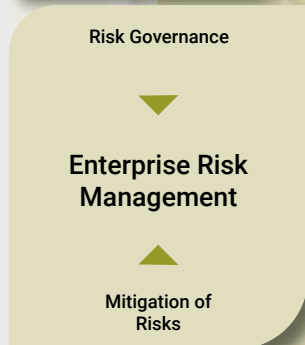 Risk Governance
Enterprise Risk
Management
Mitigation of
Risks